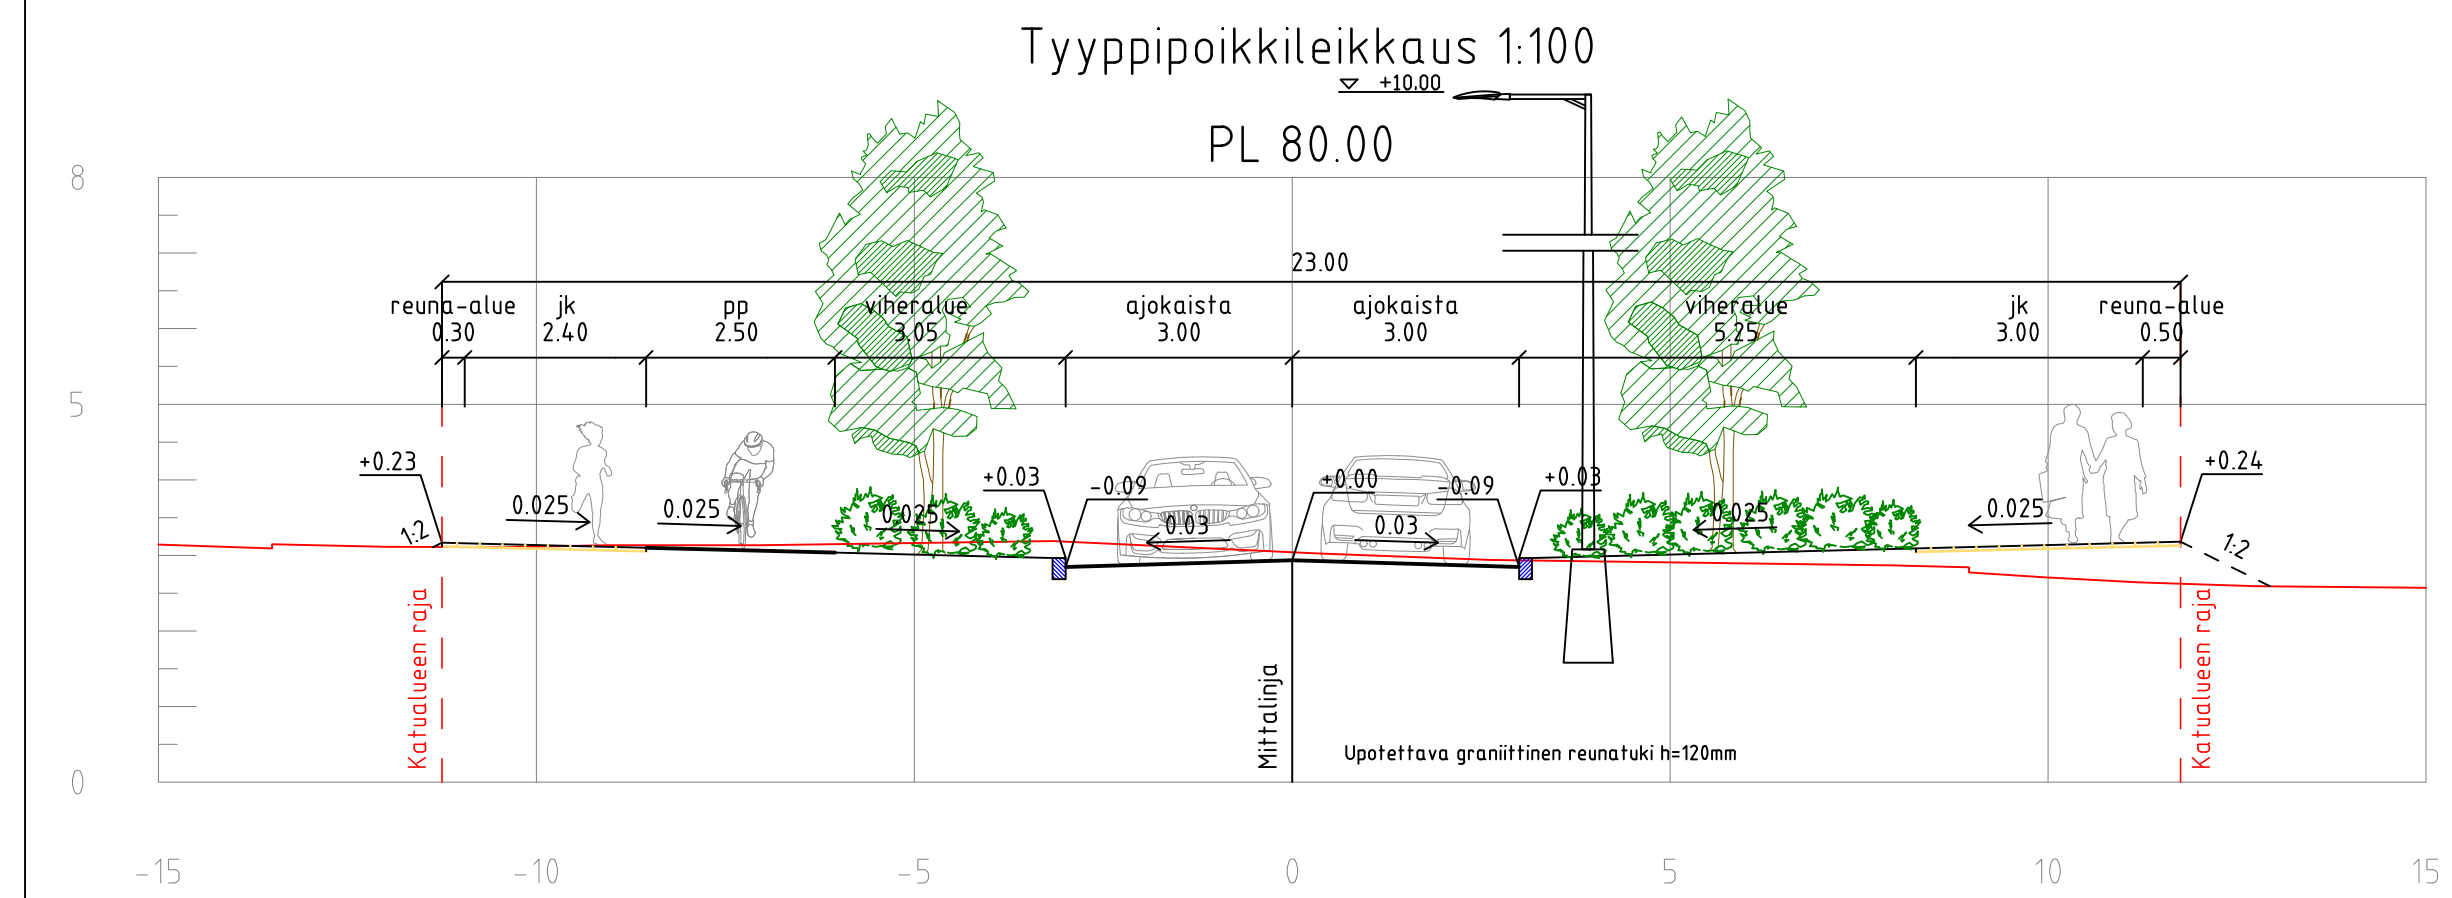 Tyyppipoikkileikkaus 1:100
+10.00
PL 80.00
8
23.00
reuna-alue jk pp viheralue ajokaista ajokaista viheralue jk reuna-alue
0.30 2.40 2.50 3.05 3.00 3.00 5.25 3.00 0.50
5
+0.23 +0.03 -0.09 +0.00 -0.09 +0.03 +0.24
1:2 0.025 0.025 0.025 0.03 0.03 0.025 0.025 1:2
Katualueen raja
Mittalinja
Katualueen raja
Upotettava graniittinen reunatuki h=120mm
0
-15 -10 -5 0 5 10 15